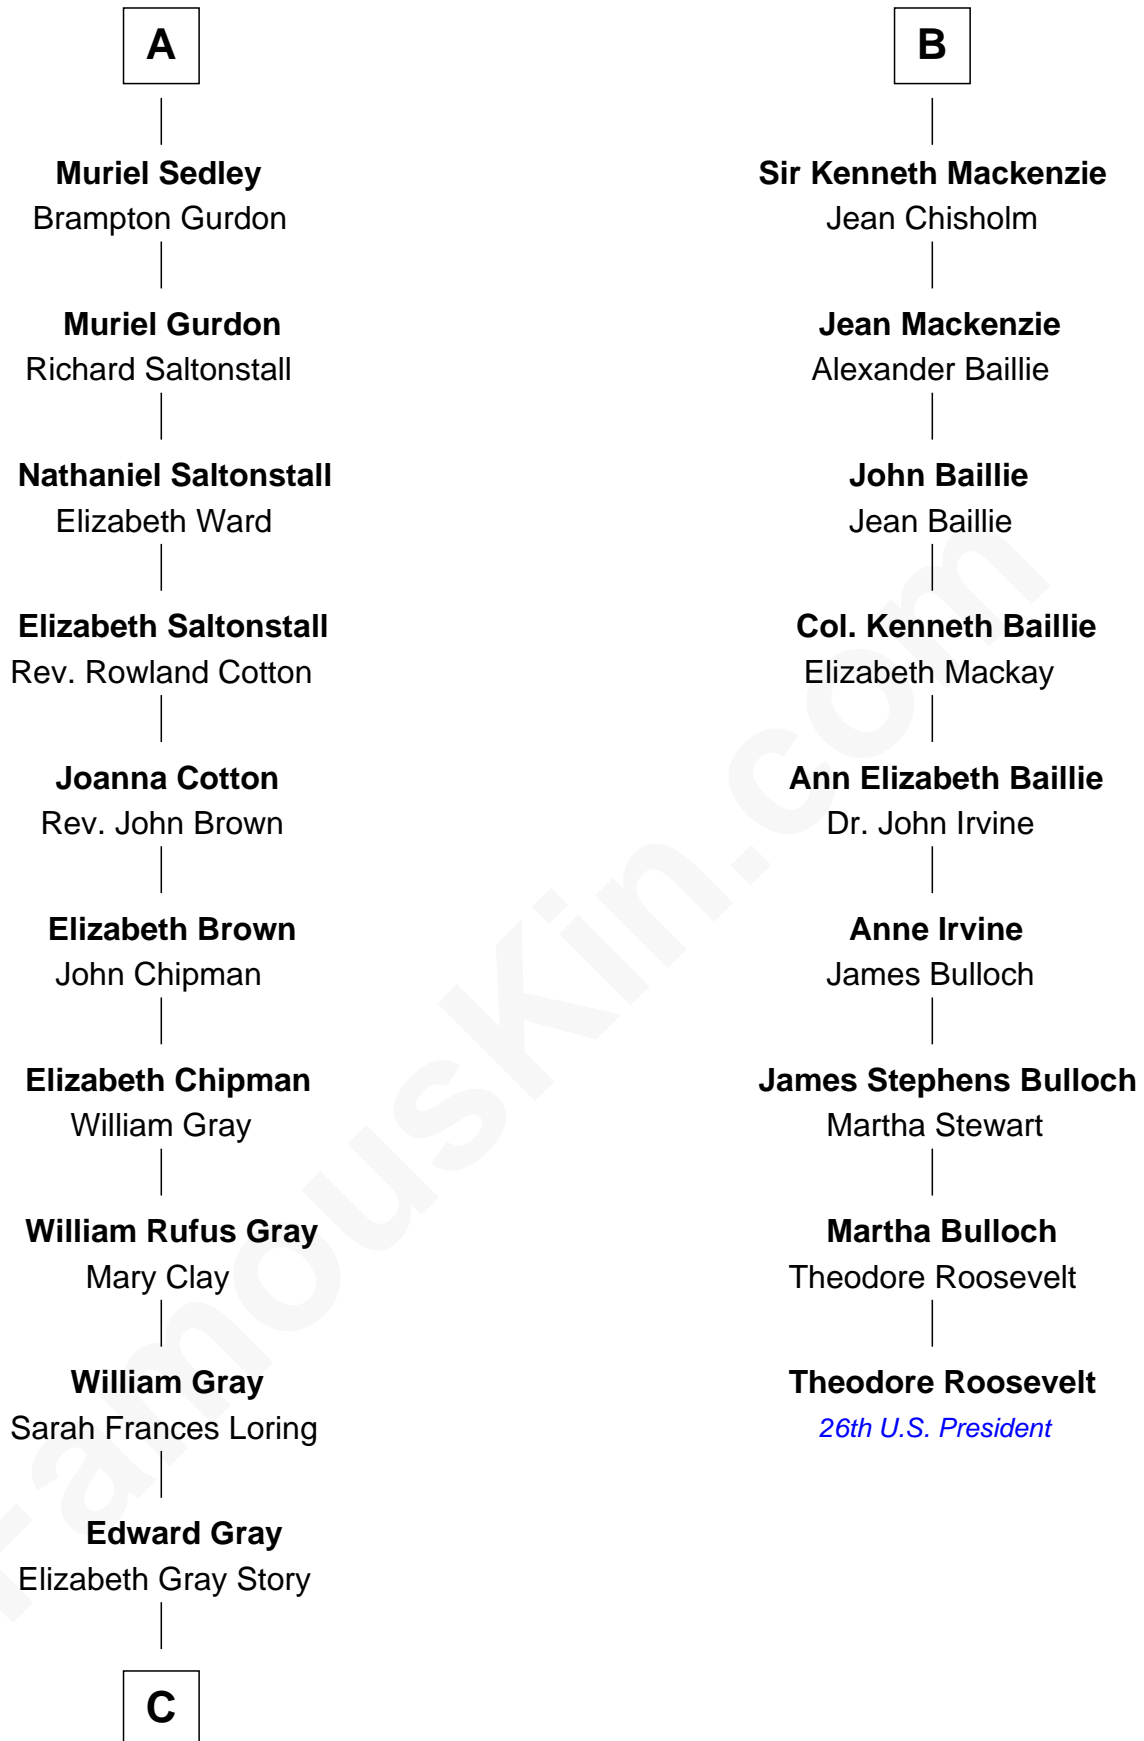 A
Muriel Sedley
Brampton Gurdon
Muriel Gurdon
Richard Saltonstall
Nathaniel Saltonstall
Elizabeth Ward
Elizabeth Saltonstall
Rev. Rowland Cotton
Joanna Cotton
Rev. John Brown
Elizabeth Brown
John Chipman
Elizabeth Chipman
William Gray
William Rufus Gray
Mary Clay
William Gray
Sarah Frances Loring
Edward Gray
Elizabeth Gray Story
C
B
Sir Kenneth Mackenzie
Jean Chisholm
Jean Mackenzie
Alexander Baillie
John Baillie
Jean Baillie
Col. Kenneth Baillie
Elizabeth Mackay
Ann Elizabeth Baillie
Dr. John Irvine
Anne Irvine
James Bulloch
James Stephens Bulloch
Martha Stewart
Martha Bulloch
Theodore Roosevelt
Theodore Roosevelt
26th U.S. President
FamousKin.com